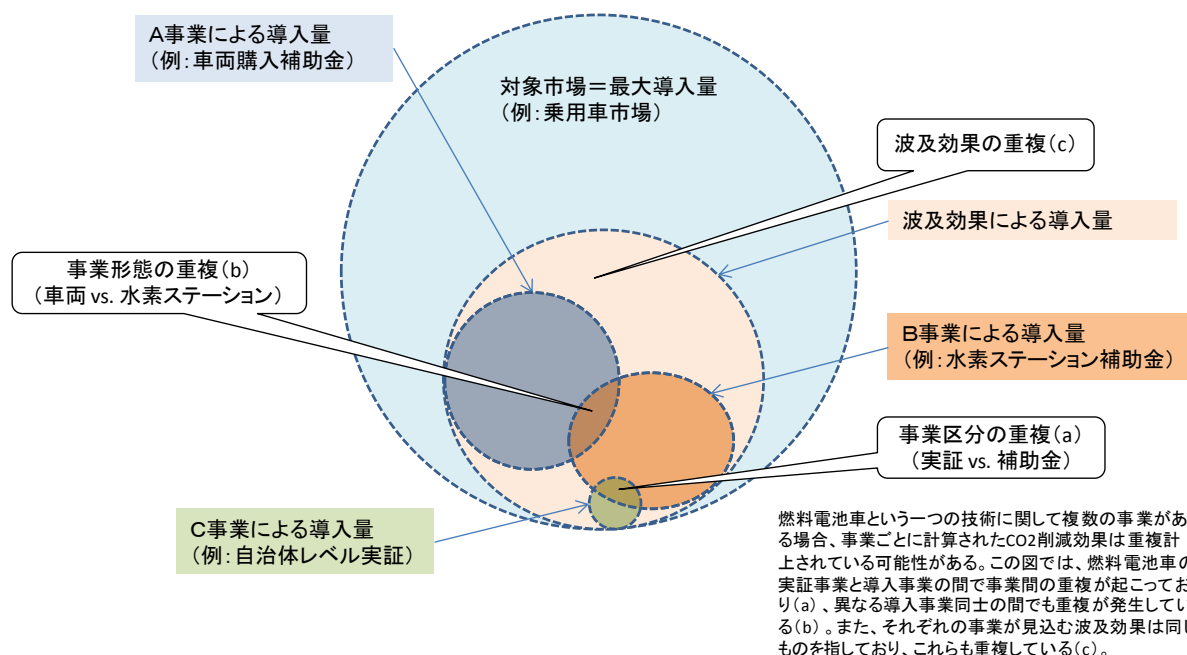 A事業による導入量
（例：車両購入補助金）
対象市場＝最大導入量
（例：乗用車市場）
波及効果の重複（c）
波及効果による導入量
事業形態の重複（b）
（車両 vs. 水素ステーション）
B事業による導入量
（例：水素ステーション補助金）
事業区分の重複（a）
（実証 vs. 補助金）
C事業による導入量
（例：自治体レベル実証）
燃料電池車という一つの技術に関して複数の事業があ
る場合、事業ごとに計算されたCO2削減効果は重複計
上されている可能性がある。この図では、燃料電池車の
実証事業と導入事業の間で事業間の重複が起こってお
り（a）、異なる導入事業同士の間でも重複が発生してい
る（b）。また、それぞれの事業が見込む波及効果は同じ
ものを指しており、これらも重複している（c）。